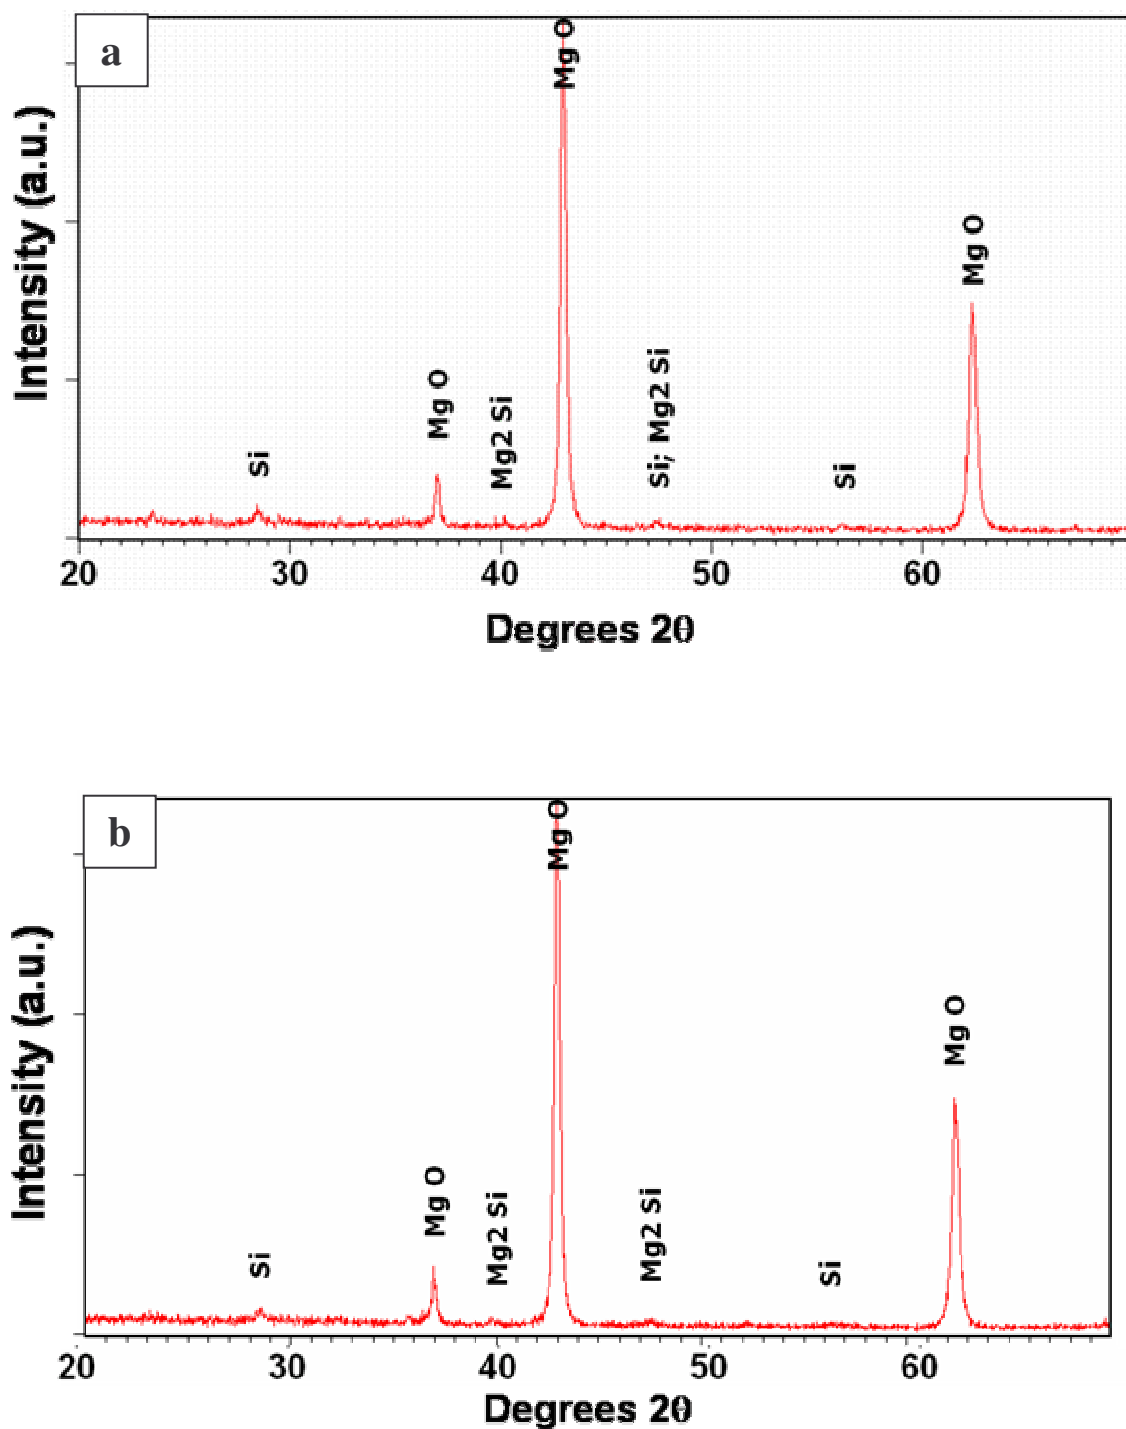 a
Intensity (a.u.)
Si
Mg O
Mg2 Si
Mg O
Si; Mg2 Si
Si
Mg O
20 30 40 50 60
Degrees 2θ
b
Intensity (a.u.)
Si
Mg O
Mg2 Si
Mg O
Mg2 Si
Si
Mg O
20 30 40 50 60
Degrees 2θ